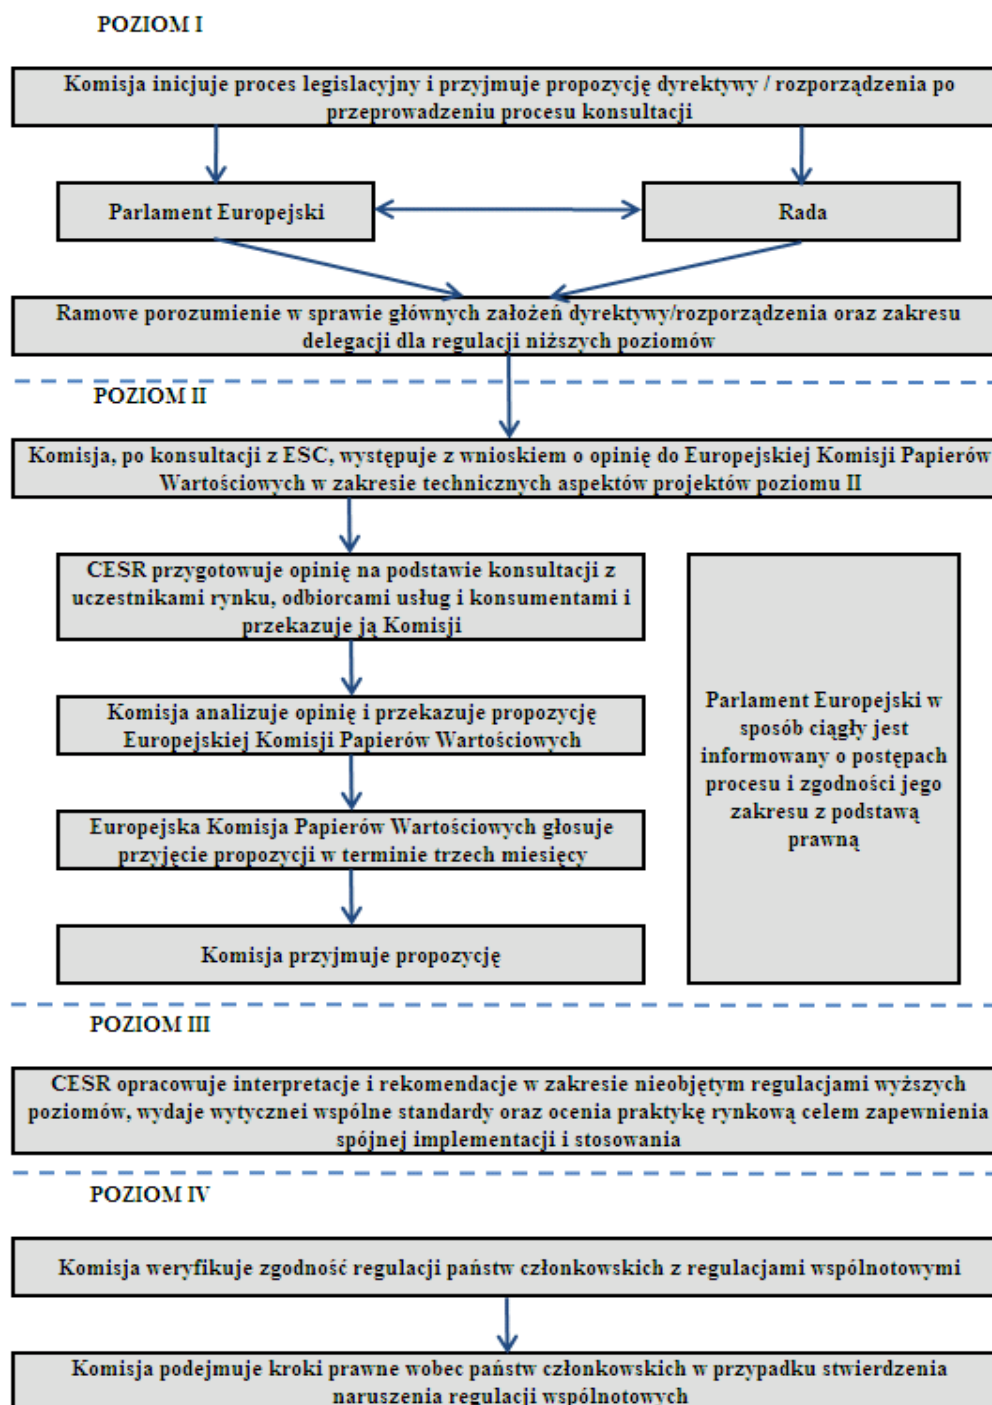 POZIOM I
Komisja inicjuje proces legislacyjny i przyjmuje propozycję dyrektywy / rozporządzenia po
przeprowadzeniu procesu konsultacji
Parlament Europejski
Rada
Ramowe porozumienie w sprawie głównych założeń dyrektywy/rozporządzenia oraz zakresu
delegacji dla regulacji niższych poziomów
POZIOM II
Komisja, po konsultacji z ESC, występuje z wnioskiem o opinię do Europejskiej Komisji Papierów
Wartościowych w zakresie technicznych aspektów projektów poziomu II
CESR przygotowuje opinię na podstawie konsultacji z
uczestnikami rynku, odbiorcami usług i konsumentami i
przekazuje ją Komisji
Komisja analizuje opinię i przekazuje propozycję
Europejskiej Komisji Papierów Wartościowych
Europejska Komisja Papierów Wartościowych głosuje
przyjęcie propozycji w terminie trzech miesięcy
Komisja przyjmuje propozycję
Parlament Europejski w
sposób ciągły jest
informowany o postępach
procesu i zgodności jego
zakresu z podstawą
prawną
POZIOM III
CESR opracowuje interpretacje i rekomendacje w zakresie nieobjętym regulacjami wyższych
poziomów, wydaje wytycznei wspólne standardy oraz ocenia praktykę rynkową celem zapewnienia
spójnej implementacji i stosowania
POZIOM IV
Komisja weryfikuje zgodność regulacji państw członkowskich z regulacjami wspólnotowymi
Komisja podejmuje kroki prawne wobec państw członkowskich w przypadku stwierdzenia
naruszenia regulacji wspólnotowych